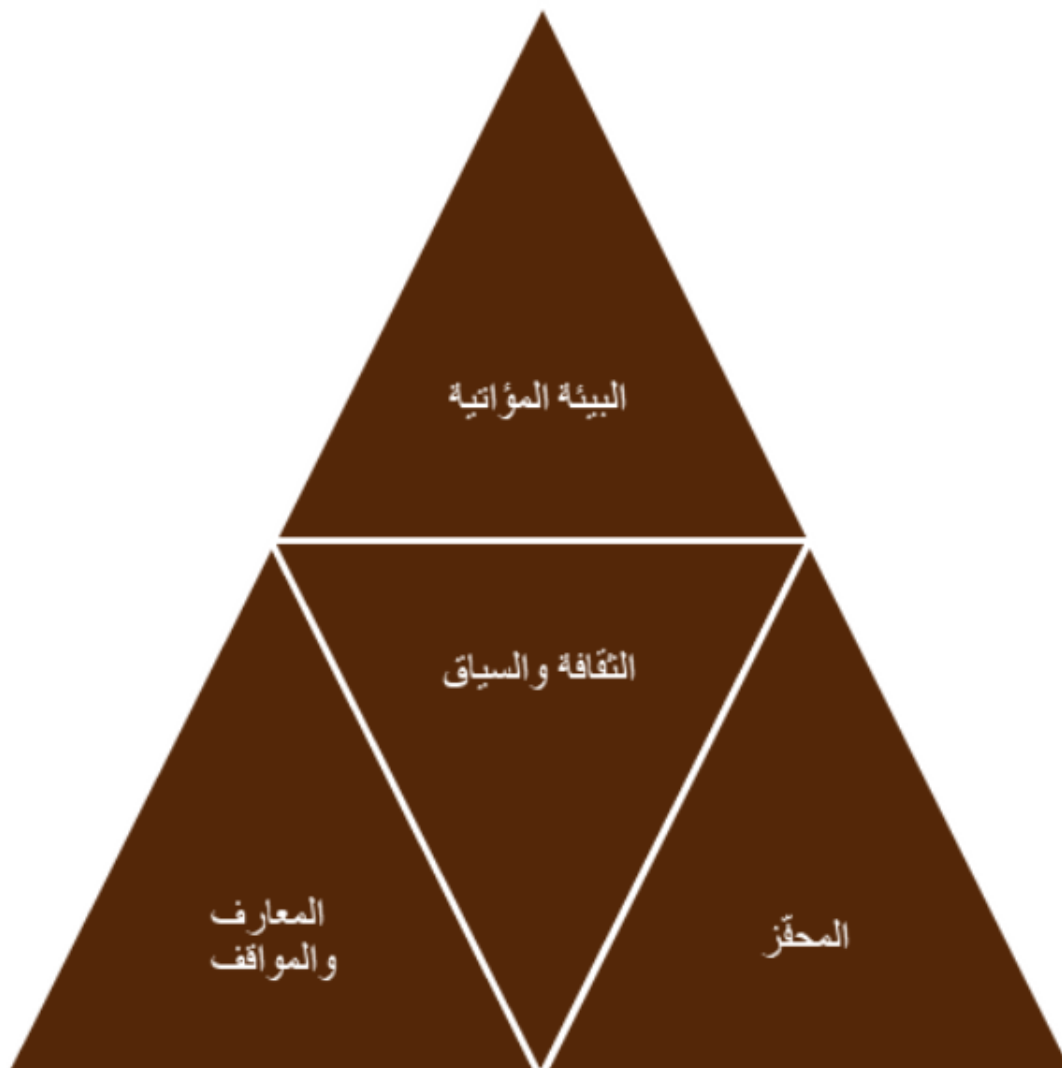 البيئة المؤاتية
الثقافة والسياق
المحفّز
المعارف
والمواقف